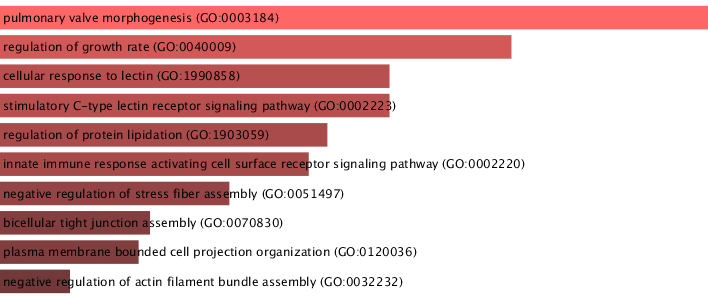 pulmonary valve morphogenesis (GO:0003184)
regulation of growth rate (GO:0040009)
cellular response to lectin (GO:1990858)
stimulatory C-type lectin receptor signaling pathway (GO:0002223)
regulation of protein lipidation (GO:1903059)
innate immune response activating cell surface receptor signaling pathway (GO:0002220)
negative regulation of stress fiber assembly (GO:0051497)
bicellular tight junction assembly (GO:0070830)
plasma membrane bounded cell projection organization (GO:0120036)
negative regulation of actin filament bundle assembly (GO:0032232)